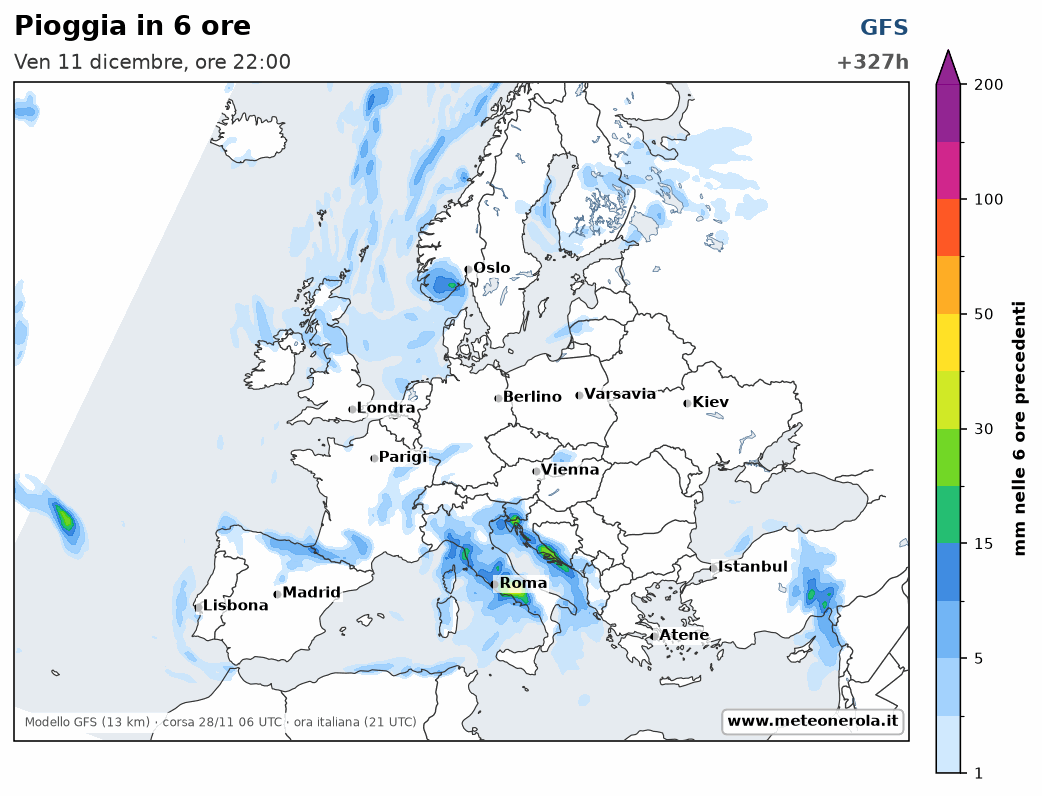 Pioggia in 6 ore
GFS
Ven 11 dicembre, ore 22:00
+327h
200
100
50
30
15
5
1
mm nelle 6 ore precedenti
Oslo
Londra
Berlino
Varsavia
Kiev
Parigi
Vienna
Madrid
Lisbona
Roma
Istanbul
Atene
Modello GFS (13 km) · corsa 28/11 06 UTC · ora italiana (21 UTC)
www.meteonerola.it